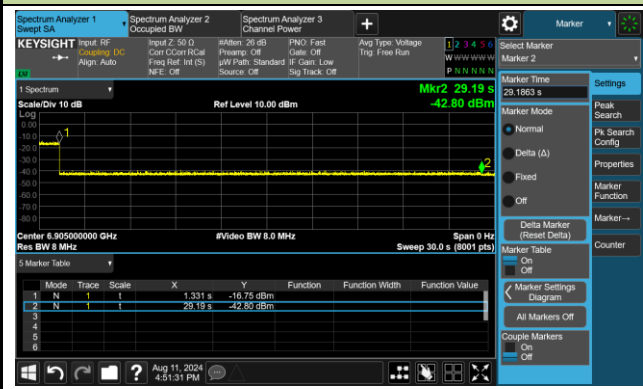 Spectrum Analyzer 1
Swept SA
Spectrum Analyzer 2
Occupied BW
Spectrum Analyzer 3
Channel Power
+
Marker
KEYSIGHT
Input: RF
Coupling: DC
Align: Auto
Input Z: 50 Ω
Corr CCorr RCal
Freq Ref: Int (S)
NFE: Off
#Atten: 26 dB
Preamp: Off
µW Path: Standard
Source: Off
PNO: Fast
Gate: Off
IF Gain: Low
Sig Track: Off
Avg Type: Voltage
Trig: Free Run
1 2 3 4 5 6
W W W W W W
P N N N N N
LXI
Select Marker
Marker 2
1 Spectrum
Mkr2 29.19 s
Scale/Div 10 dB
Ref Level 10.00 dBm
-42.80 dBm
Log
0.00
-10.0
-20.0
-30.0
-40.0
-50.0
-60.0
-70.0
-80.0
1
2
Center 6.905000000 GHz
#Video BW 8.0 MHz
Span 0 Hz
Res BW 8 MHz
Sweep 30.0 s (8001 pts)
5 Marker Table
Mode Trace Scale X Y Function Function Width Function Value
1 N 1 t 1.331 s -16.75 dBm
2 N 1 t 29.19 s -42.80 dBm
3
4
5
6
Marker Time
29.1863 s
Marker Mode
Normal
Delta (Δ)
Fixed
Off
Delta Marker
(Reset Delta)
Marker Table
On
Off
Marker Settings
Diagram
All Markers Off
Couple Markers
On
Off
Settings
Peak
Search
Pk Search
Config
Properties
Marker
Function
Marker→
Counter
?
Aug 11, 2024
4:51:31 PM